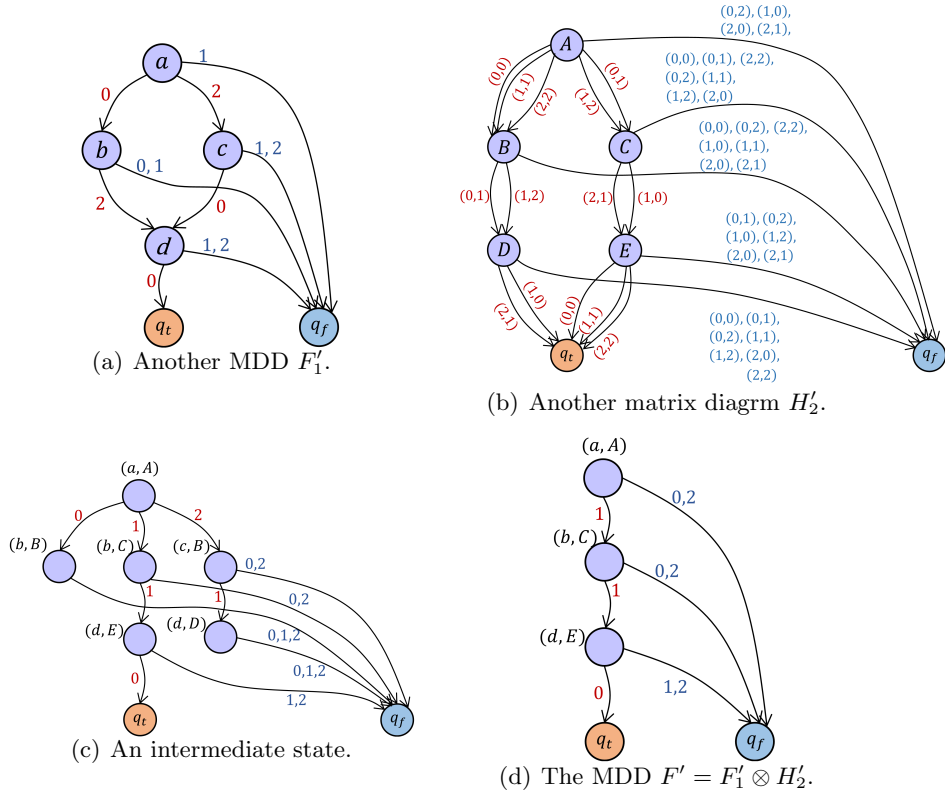 a
1
0
2
b
c
0,1
1,2
2
0
d
1,2
0
q_t
q_f
(a) Another MDD F′₁.
A
(0,2), (1,0),
(2,0), (2,1),
(0,0)
(1,1)
(2,2)
(1,2)
(0,1)
(0,0), (0,1), (2,2),
(0,2), (1,1),
(1,2), (2,0)
B
C
(0,0), (0,2), (2,2),
(1,0), (1,1),
(2,0), (2,1)
(0,1)
(1,2)
(2,1)
(1,0)
D
E
(0,1), (0,2),
(1,0), (1,2),
(2,0), (2,1)
(2,1)
(1,0)
(0,0)
(1,1)
(2,2)
(0,0), (0,1),
(0,2), (1,1),
(1,2), (2,0),
(2,2)
q_t
q_f
(b) Another matrix diagrm H′₂.
(a, A)
0
1
2
(b, B)
(b, C)
(c, B)
0,2
1
0,2
1
(d, E)
(d, D)
0,1,2
0
0,1,2
1,2
q_t
q_f
(c) An intermediate state.
(a, A)
0,2
1
(b, C)
0,2
1
(d, E)
0
1,2
q_t
q_f
(d) The MDD F′ = F′₁ ⊗ H′₂.